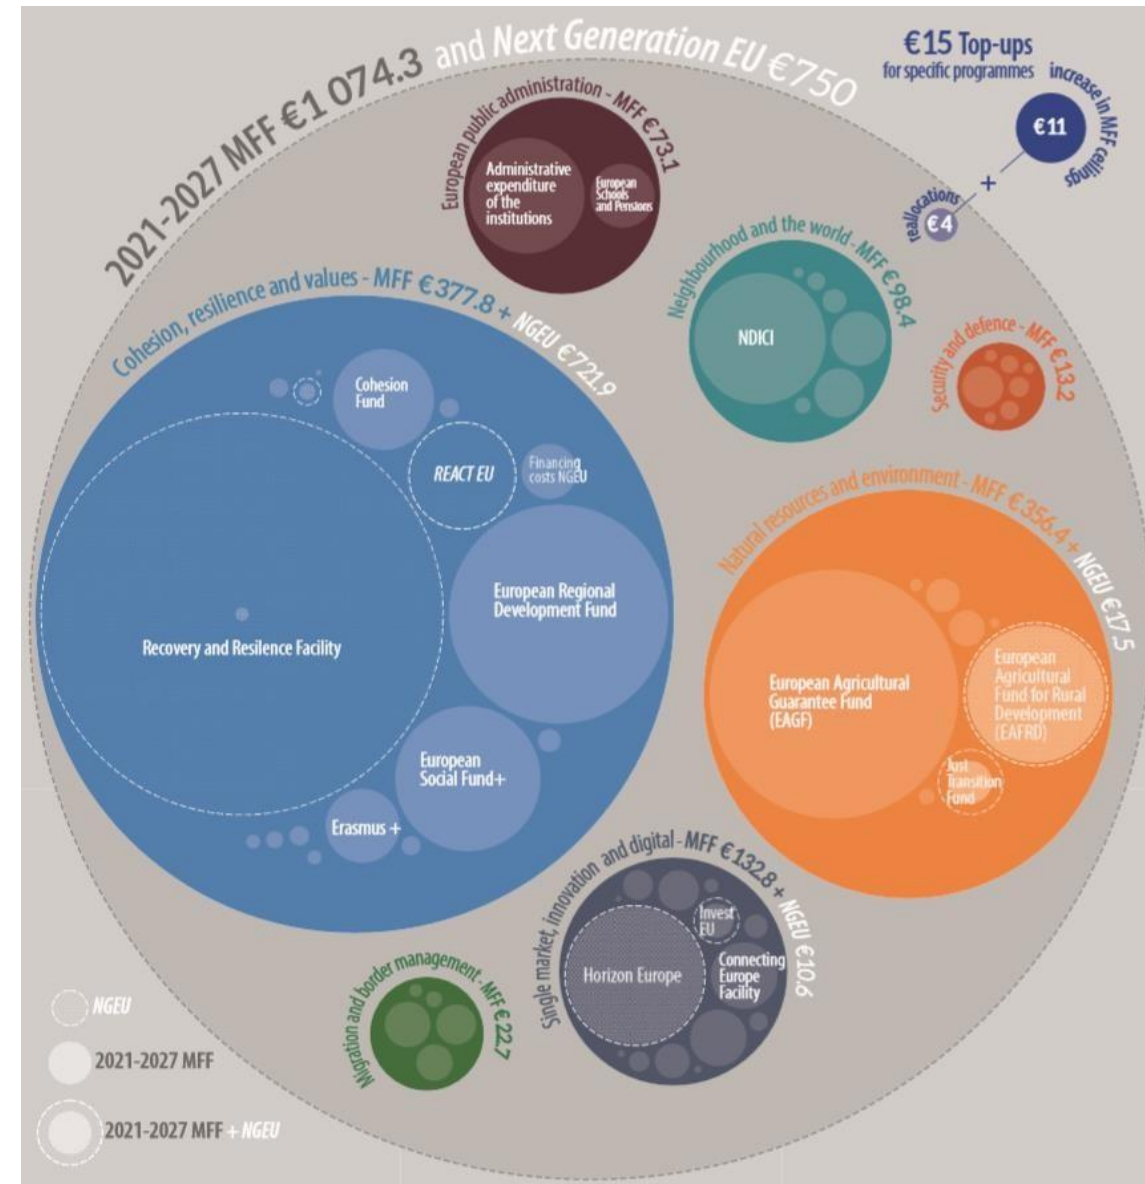 2021-2027 MFF €1 074.3 and Next Generation EU €750
€15 Top-ups
for specific programmes
increase in MFF ceilings
€11
+
reallocations
€4
European public administration - MFF €73.1
Administrative
expenditure
of the
institutions
European
Schools
and Pensions
Neighbourhood and the world - MFF €98.4
NDICI
Security and defence - MFF €13.2
Cohesion, resilience and values - MFF €377.8 + NGEU €721.9
Cohesion
Fund
REACT EU
Financing
costs NGEU
European Regional
Development Fund
Recovery and Resilence Facility
European
Social Fund+
Erasmus +
Natural resources and environment - MFF €356.4 + NGEU €17.5
European Agricultural
Guarantee Fund
(EAGF)
European
Agricultural
Fund for Rural
Development
(EAFRD)
Just
Transition
Fund
Single market, innovation and digital - MFF €132.8 + NGEU €10.6
Invest
EU
Horizon Europe
Connecting
Europe
Facility
Migration and border management - MFF €22.7
NGEU
2021-2027 MFF
2021-2027 MFF + NGEU